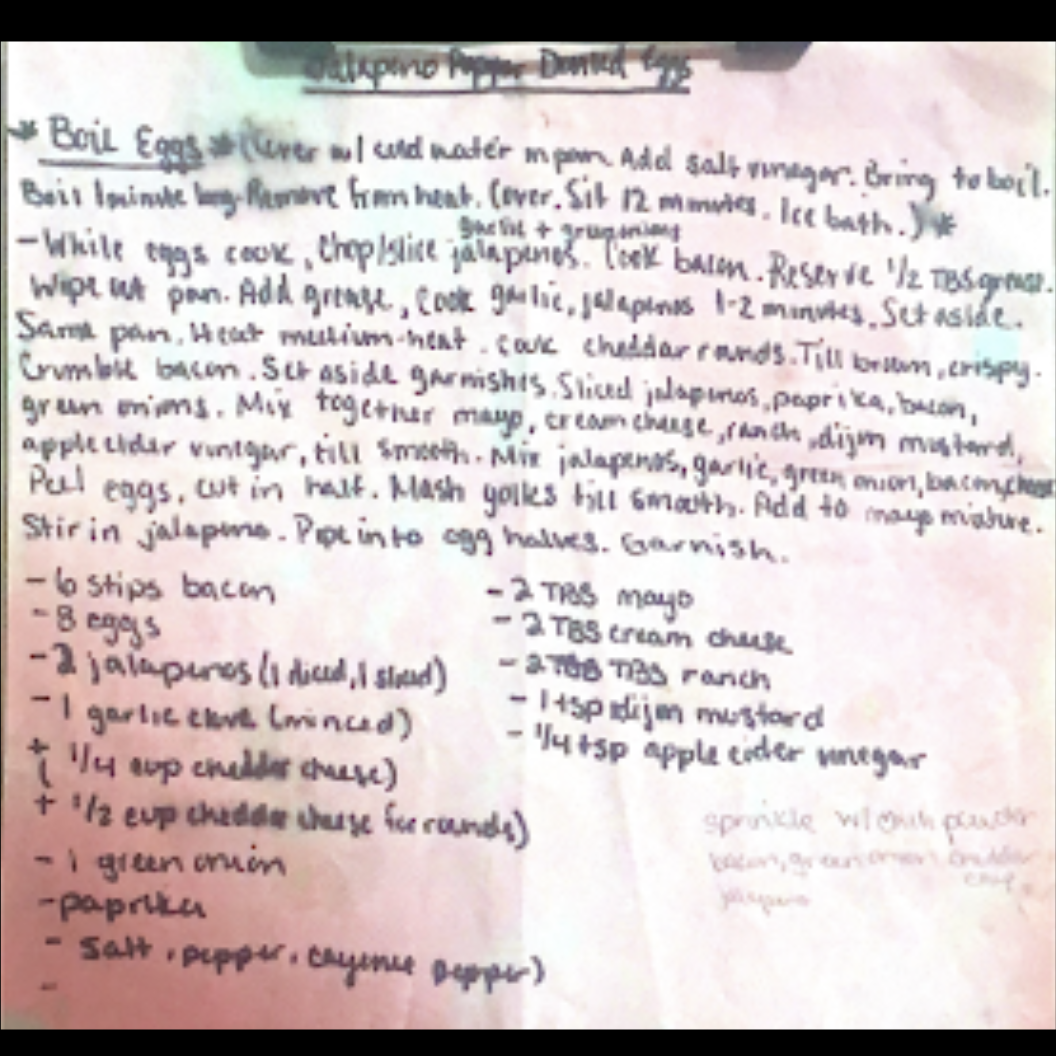 Jalapeno Popper Deviled Eggs
* Boil Eggs * (Cover w/ cold water in pan. Add salt vinegar. Bring to boil.
Boil 1 minute long. Remove from heat. Cover. Sit 12 minutes. Ice bath.) *
garlic + green onions
- While eggs cook, Chop/slice jalapenos. Cook bacon. Reserve 1/2 TBS grease.
Wipe out pan. Add grease, cook garlic, jalapenos 1-2 minutes. Set aside.
Same pan. Heat medium-heat. Cook cheddar rounds. Till brown, crispy.
Crumble bacon. Set aside garnishes. Sliced jalapenos, paprika, bacon,
green onions. Mix together mayo, cream cheese, ranch, dijon mustard,
apple cider vinegar, till smooth. Mix jalapenos, garlic, green onion, bacon, cheese
Peel eggs, cut in half. Mash yolks till smooth. Add to mayo mixture.
Stir in jalapeno. Pipe into egg halves. Garnish.
- 6 stips bacon
- 8 eggs
- 2 jalapenos (1 diced, 1 sliced)
- 1 garlic clove (minced)
+ ( 1/4 cup cheddar cheese)
+ 1/2 cup cheddar cheese for rounds)
- 1 green onion
- paprika
- salt, pepper, cayenne pepper)
-
- 2 TBS mayo
- 2 TBS cream cheese
- 2 TBS ranch
- 1 tsp dijon mustard
- 1/4 tsp apple cider vinegar
sprinkle w/ chili powder
bacon, green onion cheddar